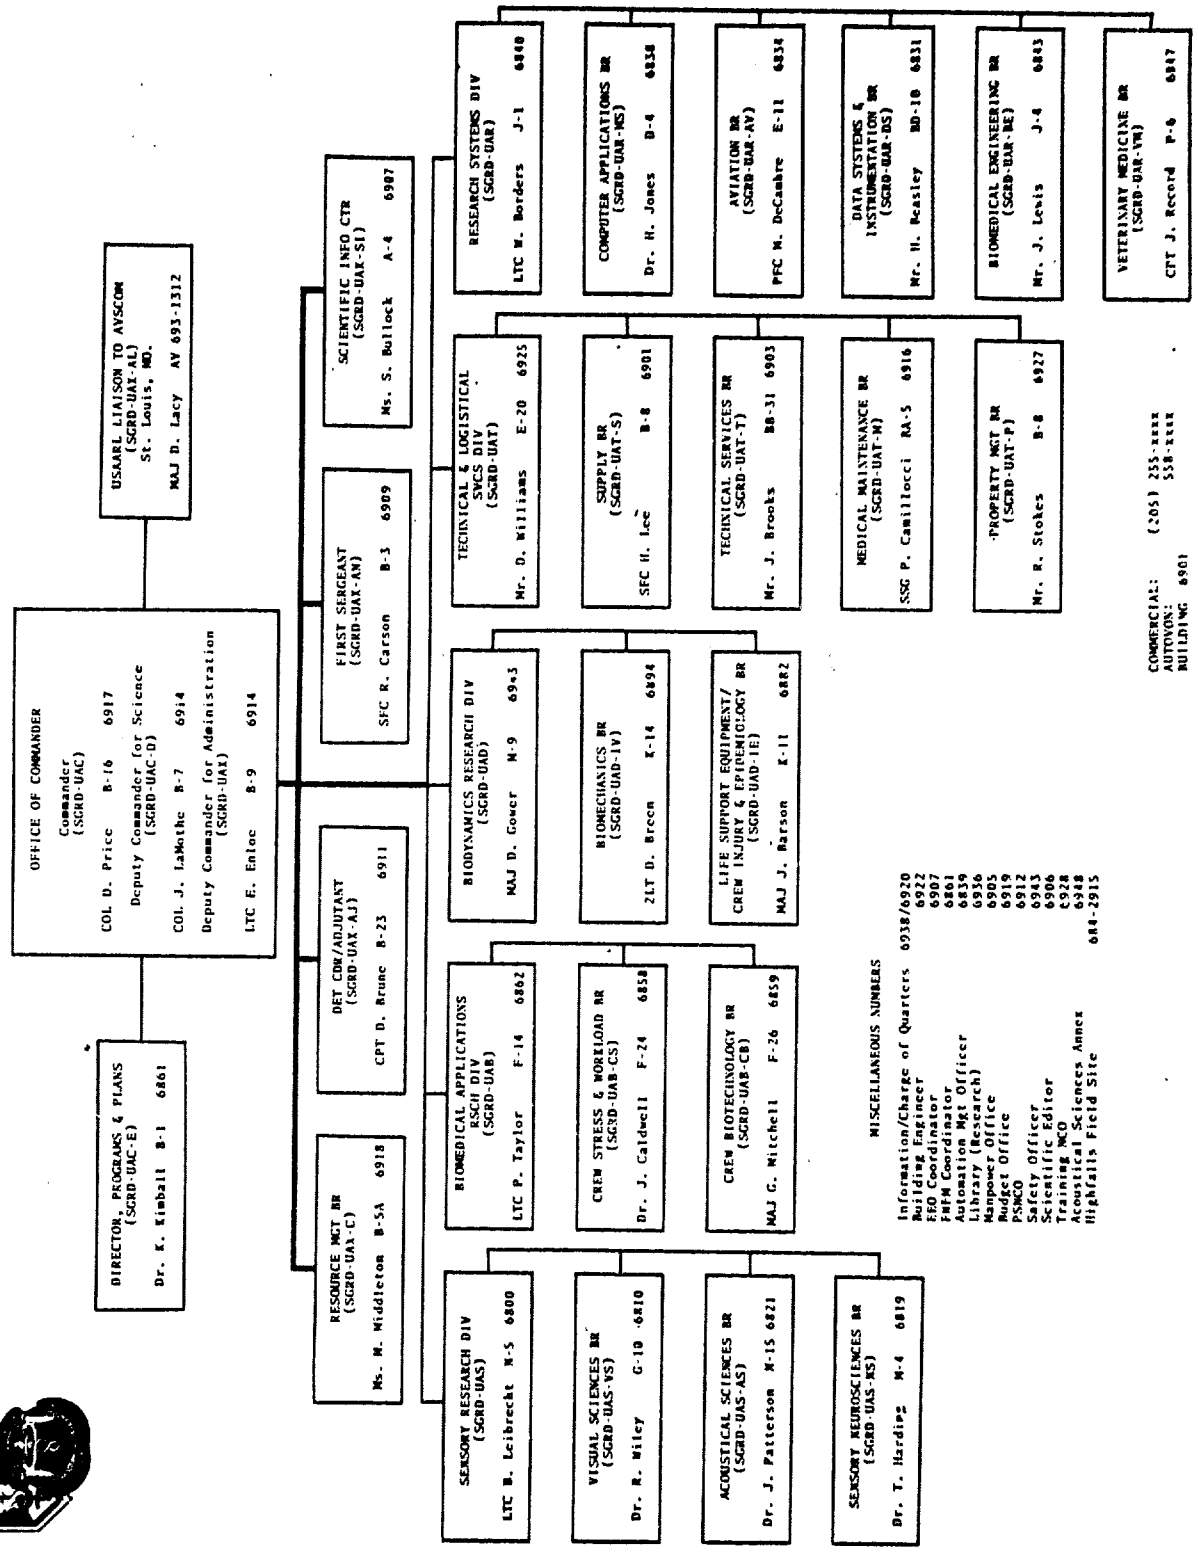 OFFICE OF COMMANDER
Commander
(SGRD-UAC)
COL D. Price B-16 6917
Deputy Commander for Science
(SGRD-UAC-D)
COL J. LaMothe B-7 6914
Deputy Commander for Administration
(SGRD-UAX)
LTC E. Enloe B-9 6914
DIRECTOR, PROGRAMS & PLANS
(SGRD-UAC-E)
Dr. K. Kimball B-1 6861
USAARL LIAISON TO AVSCOM
(SGRD-UAX-AL)
St. Louis, MO.
MAJ D. Lacy AV 693-1312
RESOURCE MGT BR
(SGRD-UAX-C)
Ms. M. Middleton B-5A 6918
DET CDR/ADJUTANT
(SGRD-UAX-AJ)
CPT D. Brune B-23 6911
FIRST SERGEANT
(SGRD-UAX-AN)
SFC R. Carson B-3 6909
SCIENTIFIC INFO CTR
(SGRD-UAX-SI)
Ms. S. Bullock A-4 6907
SENSORY RESEARCH DIV
(SGRD-UAS)
LTC B. Leibrecht N-5 6800
VISUAL SCIENCES BR
(SGRD-UAS-VS)
Dr. R. Wiley G-10 6810
ACOUSTICAL SCIENCES BR
(SGRD-UAS-AS)
Dr. J. Patterson N-15 6821
SENSORY NEUROSCIENCES BR
(SGRD-UAS-NS)
Dr. T. Harding M-4 6819
BIOMEDICAL APPLICATIONS
RSCH DIV
(SGRD-UAB)
LTC P. Taylor F-14 6862
CREW STRESS & WORKLOAD BR
(SGRD-UAB-CS)
Dr. J. Caldwell F-24 6858
CREW BIOTECHNOLOGY BR
(SGRD-UAB-CB)
MAJ G. Mitchell F-26 6859
BIODYNAMICS RESEARCH DIV
(SGRD-UAD)
MAJ D. Gower M-9 6943
BIOMECHANICS BR
(SGRD-UAD-IV)
2LT D. Breen K-14 6894
LIFE SUPPORT EQUIPMENT/
CREW INJURY & EPIDEMIOLOGY BR
(SGRD-UAD-IE)
MAJ J. Barson K-11 6882
TECHNICAL & LOGISTICAL
SVCS DIV
(SGRD-UAT)
Mr. D. Williams E-20 6925
SUPPLY BR
(SGRD-UAT-S)
SFC H. Lee B-8 6901
TECHNICAL SERVICES BR
(SGRD-UAT-T)
Mr. J. Brooks BB-31 6903
MEDICAL MAINTENANCE BR
(SGRD-UAT-M)
SSG P. Camillocci RA-5 6916
PROPERTY MGT BR
(SGRD-UAT-P)
Mr. R. Stokes B-8 6927
RESEARCH SYSTEMS DIV
(SGRD-UAR)
LTC W. Borders J-1 6840
COMPUTER APPLICATIONS BR
(SGRD-UAR-MS)
Dr. H. Jones D-4 6838
AVIATION BR
(SGRD-UAR-AV)
PFC M. DeCambre E-11 6834
DATA SYSTEMS &
INSTRUMENTATION BR
(SGRD-UAR-DS)
Mr. H. Beasley BD-1B 6831
BIOMEDICAL ENGINEERING BR
(SGRD-UAR-BE)
Mr. J. Lewis J-4 6843
VETERINARY MEDICINE BR
(SGRD-UAR-VM)
CPT J. Record P-6 6847
MISCELLANEOUS NUMBERS
Information/Charge of Quarters 6938/6920
Building Engineer 6922
EEO Coordinator 6907
FMFM Coordinator 6861
Automation Mgt Officer 6839
Library (Research) 6936
Manpower Office 6905
Budget Office 6919
PSNCO 6912
Safety Officer 6943
Scientific Editor 6906
Training NCO 6928
Acoustical Sciences Annex 6948
Highfalls Field Site 684-2915
COMMERCIAL: (205) 255-xxxx
AUTOVON: 558-xxxx
BUILDING 6901